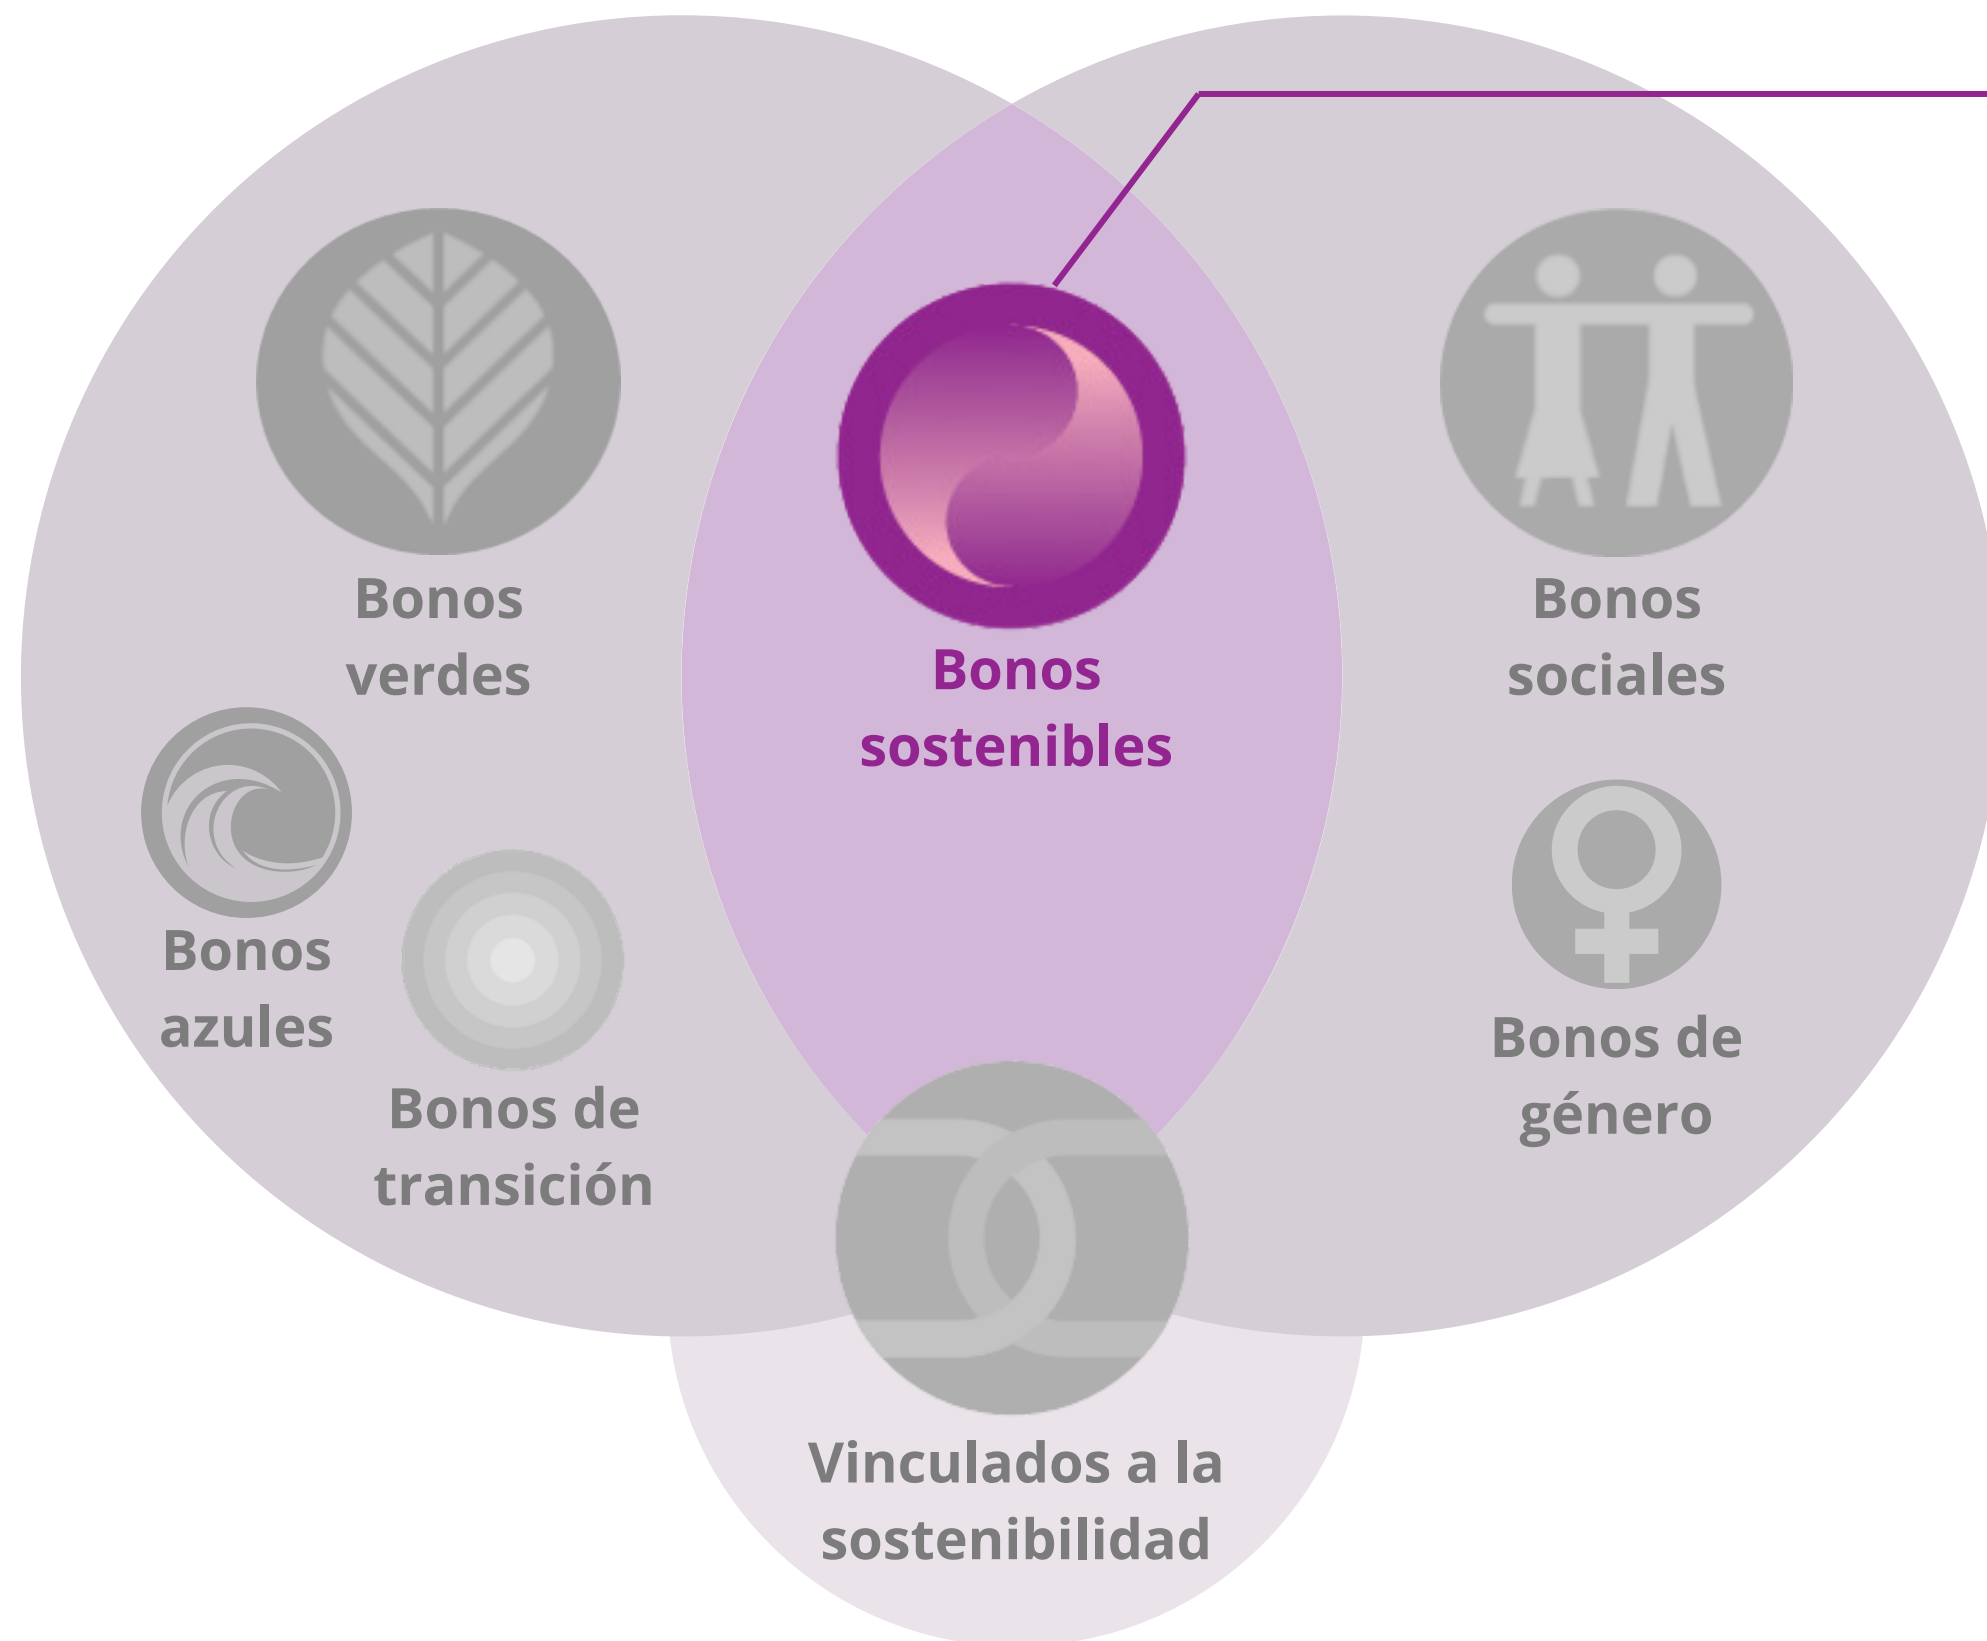 Bonos
verdes
Bonos
sostenibles
Bonos
sociales
Bonos
azules
Bonos de
transición
Bonos de
género
Vinculados a la
sostenibilidad